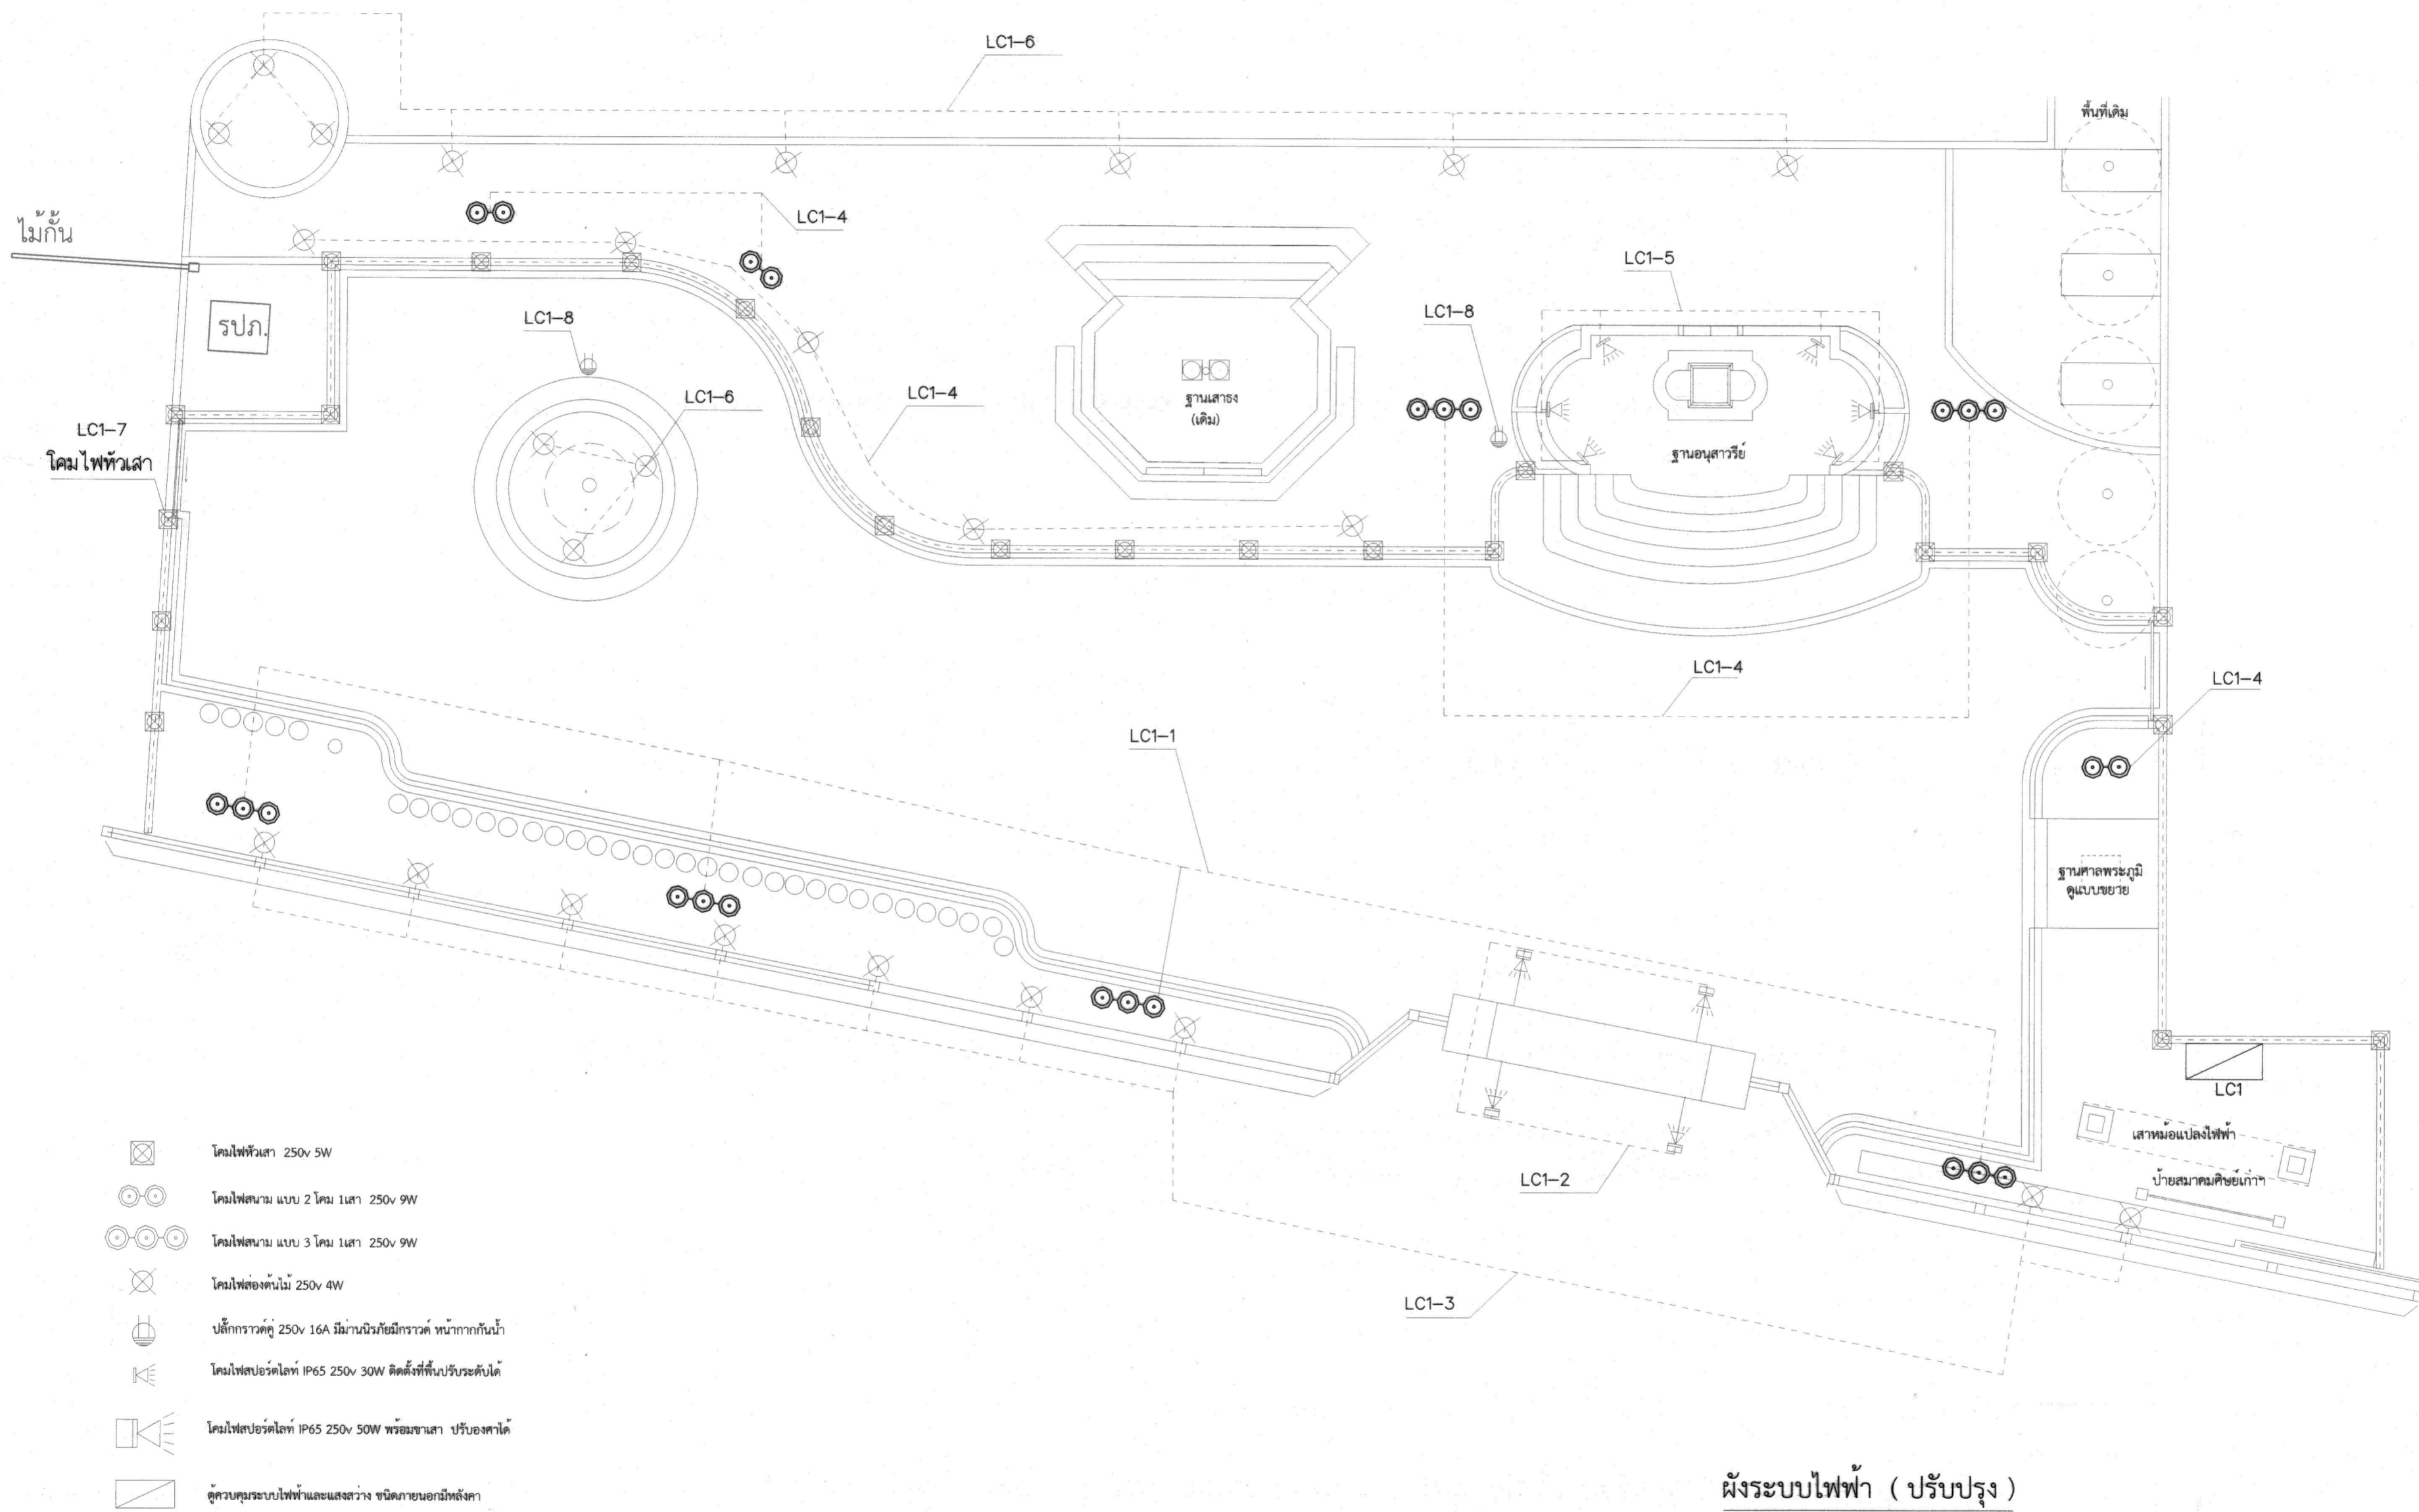 LC1-6
พื้นที่เดิม
ไม้กั้น
LC1-4
รปภ.
LC1-8
LC1-6
LC1-4
LC1-5
LC1-8
ฐานเสาธง
(เดิม)
ฐานอนุสาวรีย์
LC1-7
โคมไฟหัวเสา
LC1-4
LC1-4
LC1-1
ฐานศาลพระภูมิ
ดูแบบขยาย
LC1
เสาหม้อแปลงไฟฟ้า
ป้ายสมาคมศิษย์เก่าฯ
LC1-2
LC1-3
โคมไฟหัวเสา 250v 5W
โคมไฟสนาม แบบ 2 โคม 1เสา 250v 9W
โคมไฟสนาม แบบ 3 โคม 1เสา 250v 9W
โคมไฟส่องต้นไม้ 250v 4W
ปลั๊กกราวด์คู่ 250v 16A มีม่านนิรภัยมีกราวด์ หน้ากากกันน้ำ
โคมไฟสปอร์ตไลท์ IP65 250v 30W ติดตั้งที่พื้นปรับระดับได้
โคมไฟสปอร์ตไลท์ IP65 250v 50W พร้อมขาเสา ปรับองศาได้
ตู้ควบคุมระบบไฟฟ้าและแสงสว่าง ชนิดภายนอกมีหลังคา
ผังระบบไฟฟ้า ( ปรับปรุง )